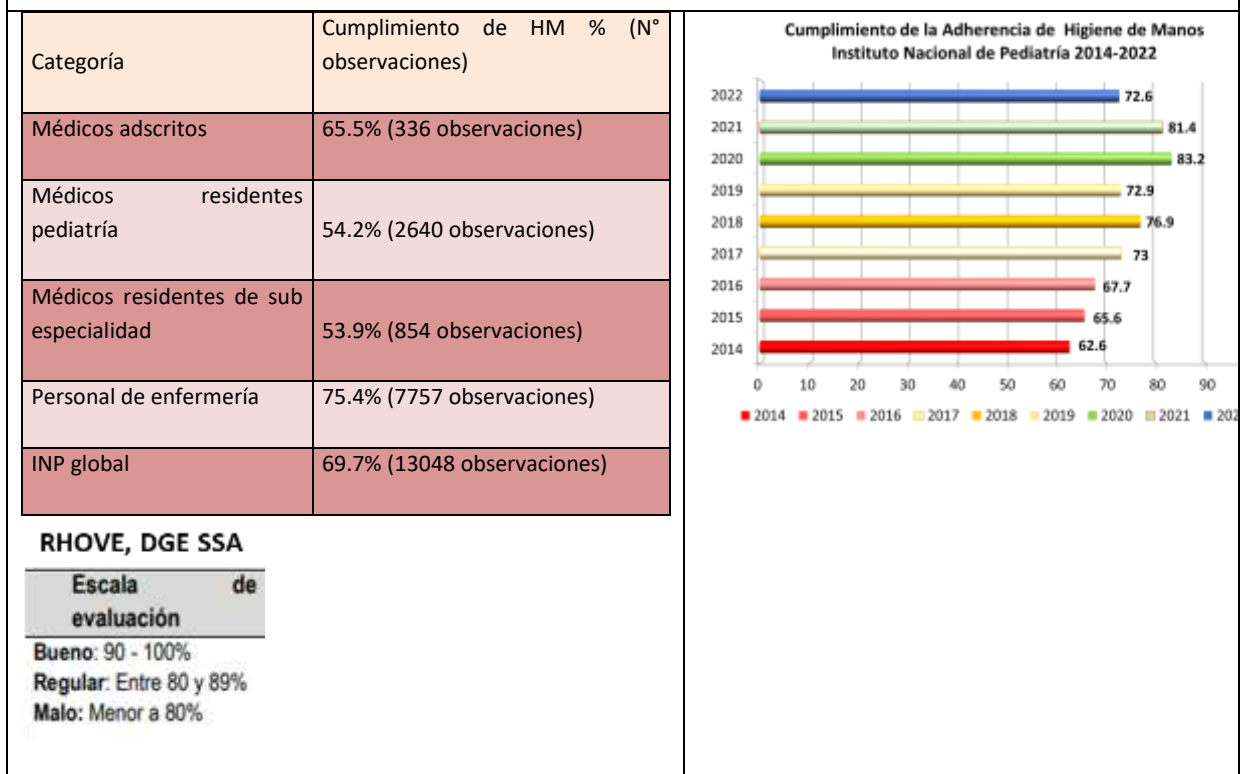 Categoría
Cumplimiento de HM % (N°
observaciones)
Médicos adscritos
65.5% (336 observaciones)
Médicos residentes
pediatría
54.2% (2640 observaciones)
Médicos residentes de sub
especialidad
53.9% (854 observaciones)
Personal de enfermería
75.4% (7757 observaciones)
INP global
69.7% (13048 observaciones)
RHOVE, DGE SSA
Escala de
evaluación
Bueno: 90 - 100%
Regular: Entre 80 y 89%
Malo: Menor a 80%
Cumplimiento de la Adherencia de Higiene de Manos
Instituto Nacional de Pediatría 2014-2022
2022 72.6
2021 81.4
2020 83.2
2019 72.9
2018 76.9
2017 73
2016 67.7
2015 65.6
2014 62.6
0 10 20 30 40 50 60 70 80 90
2014 2015 2016 2017 2018 2019 2020 2021 202